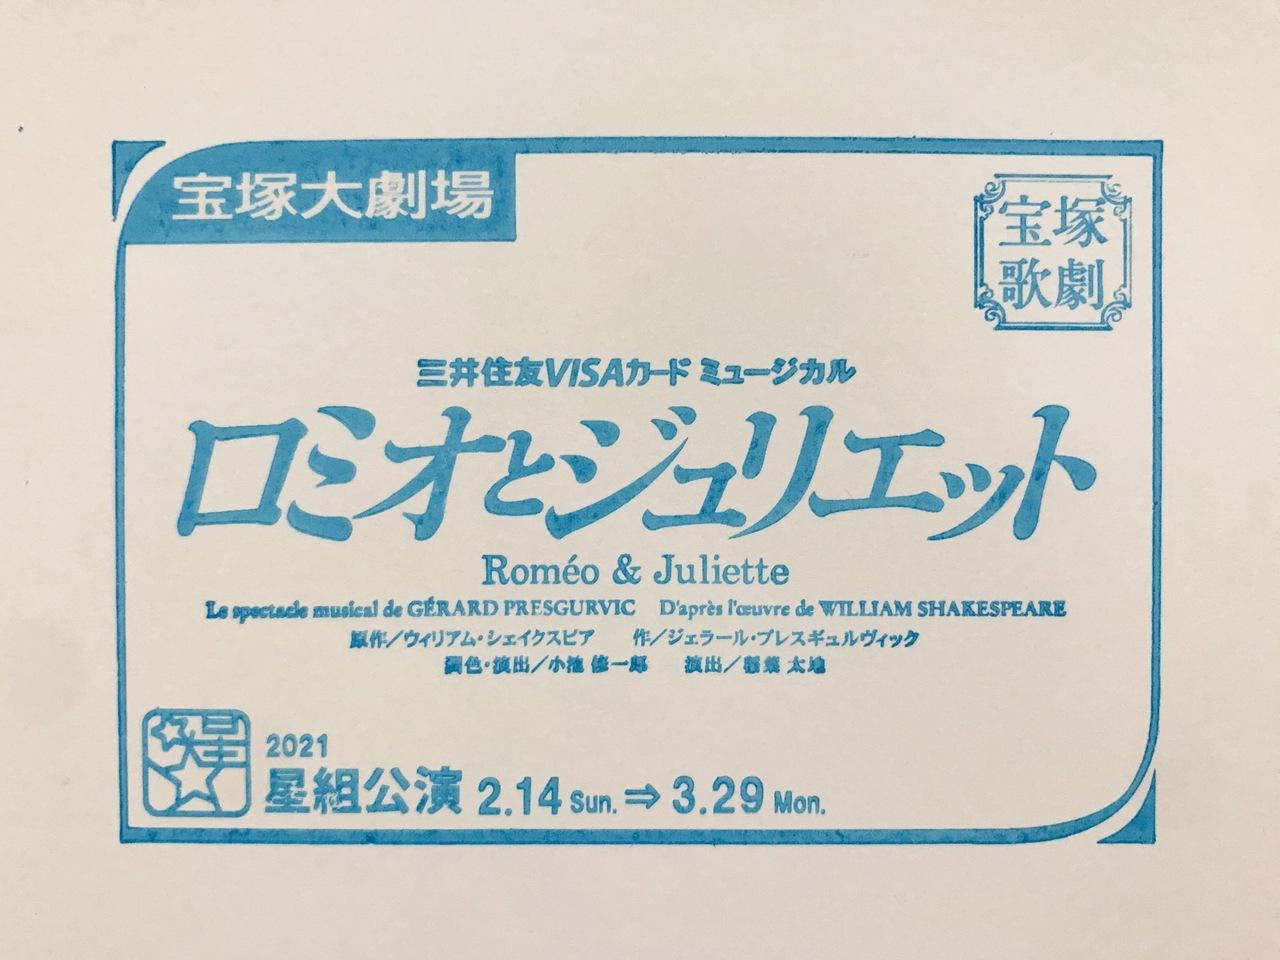 宝塚大劇場
宝塚
歌劇
三井住友VISAカード ミュージカル
ロミオとジュリエット
Roméo & Juliette
Le spectacle musical de GÉRARD PRESGURVIC D'après l'œuvre de WILLIAM SHAKESPEARE
原作／ウィリアム・シェイクスピア 作／ジェラール・プレスギュルヴィック
潤色・演出／小池 修一郎 演出／稲葉 太地
星
2021
星組公演 2.14 Sun. ⇒ 3.29 Mon.